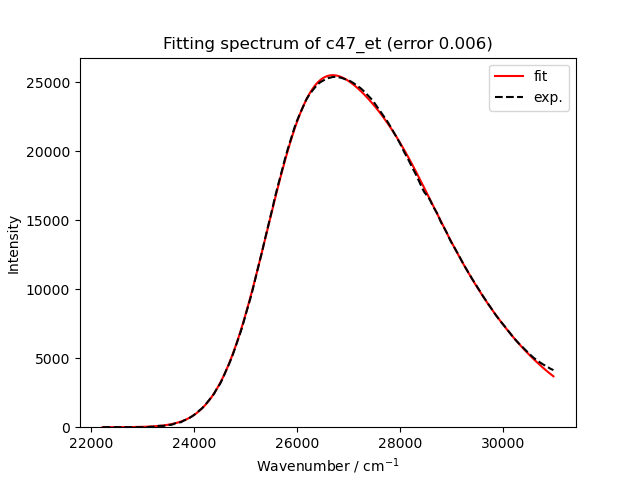 Fitting spectrum of c47_et (error 0.006)
fit
exp.
25000
20000
15000
10000
5000
0
Intensity
22000 24000 26000 28000 30000
Wavenumber / cm⁻¹